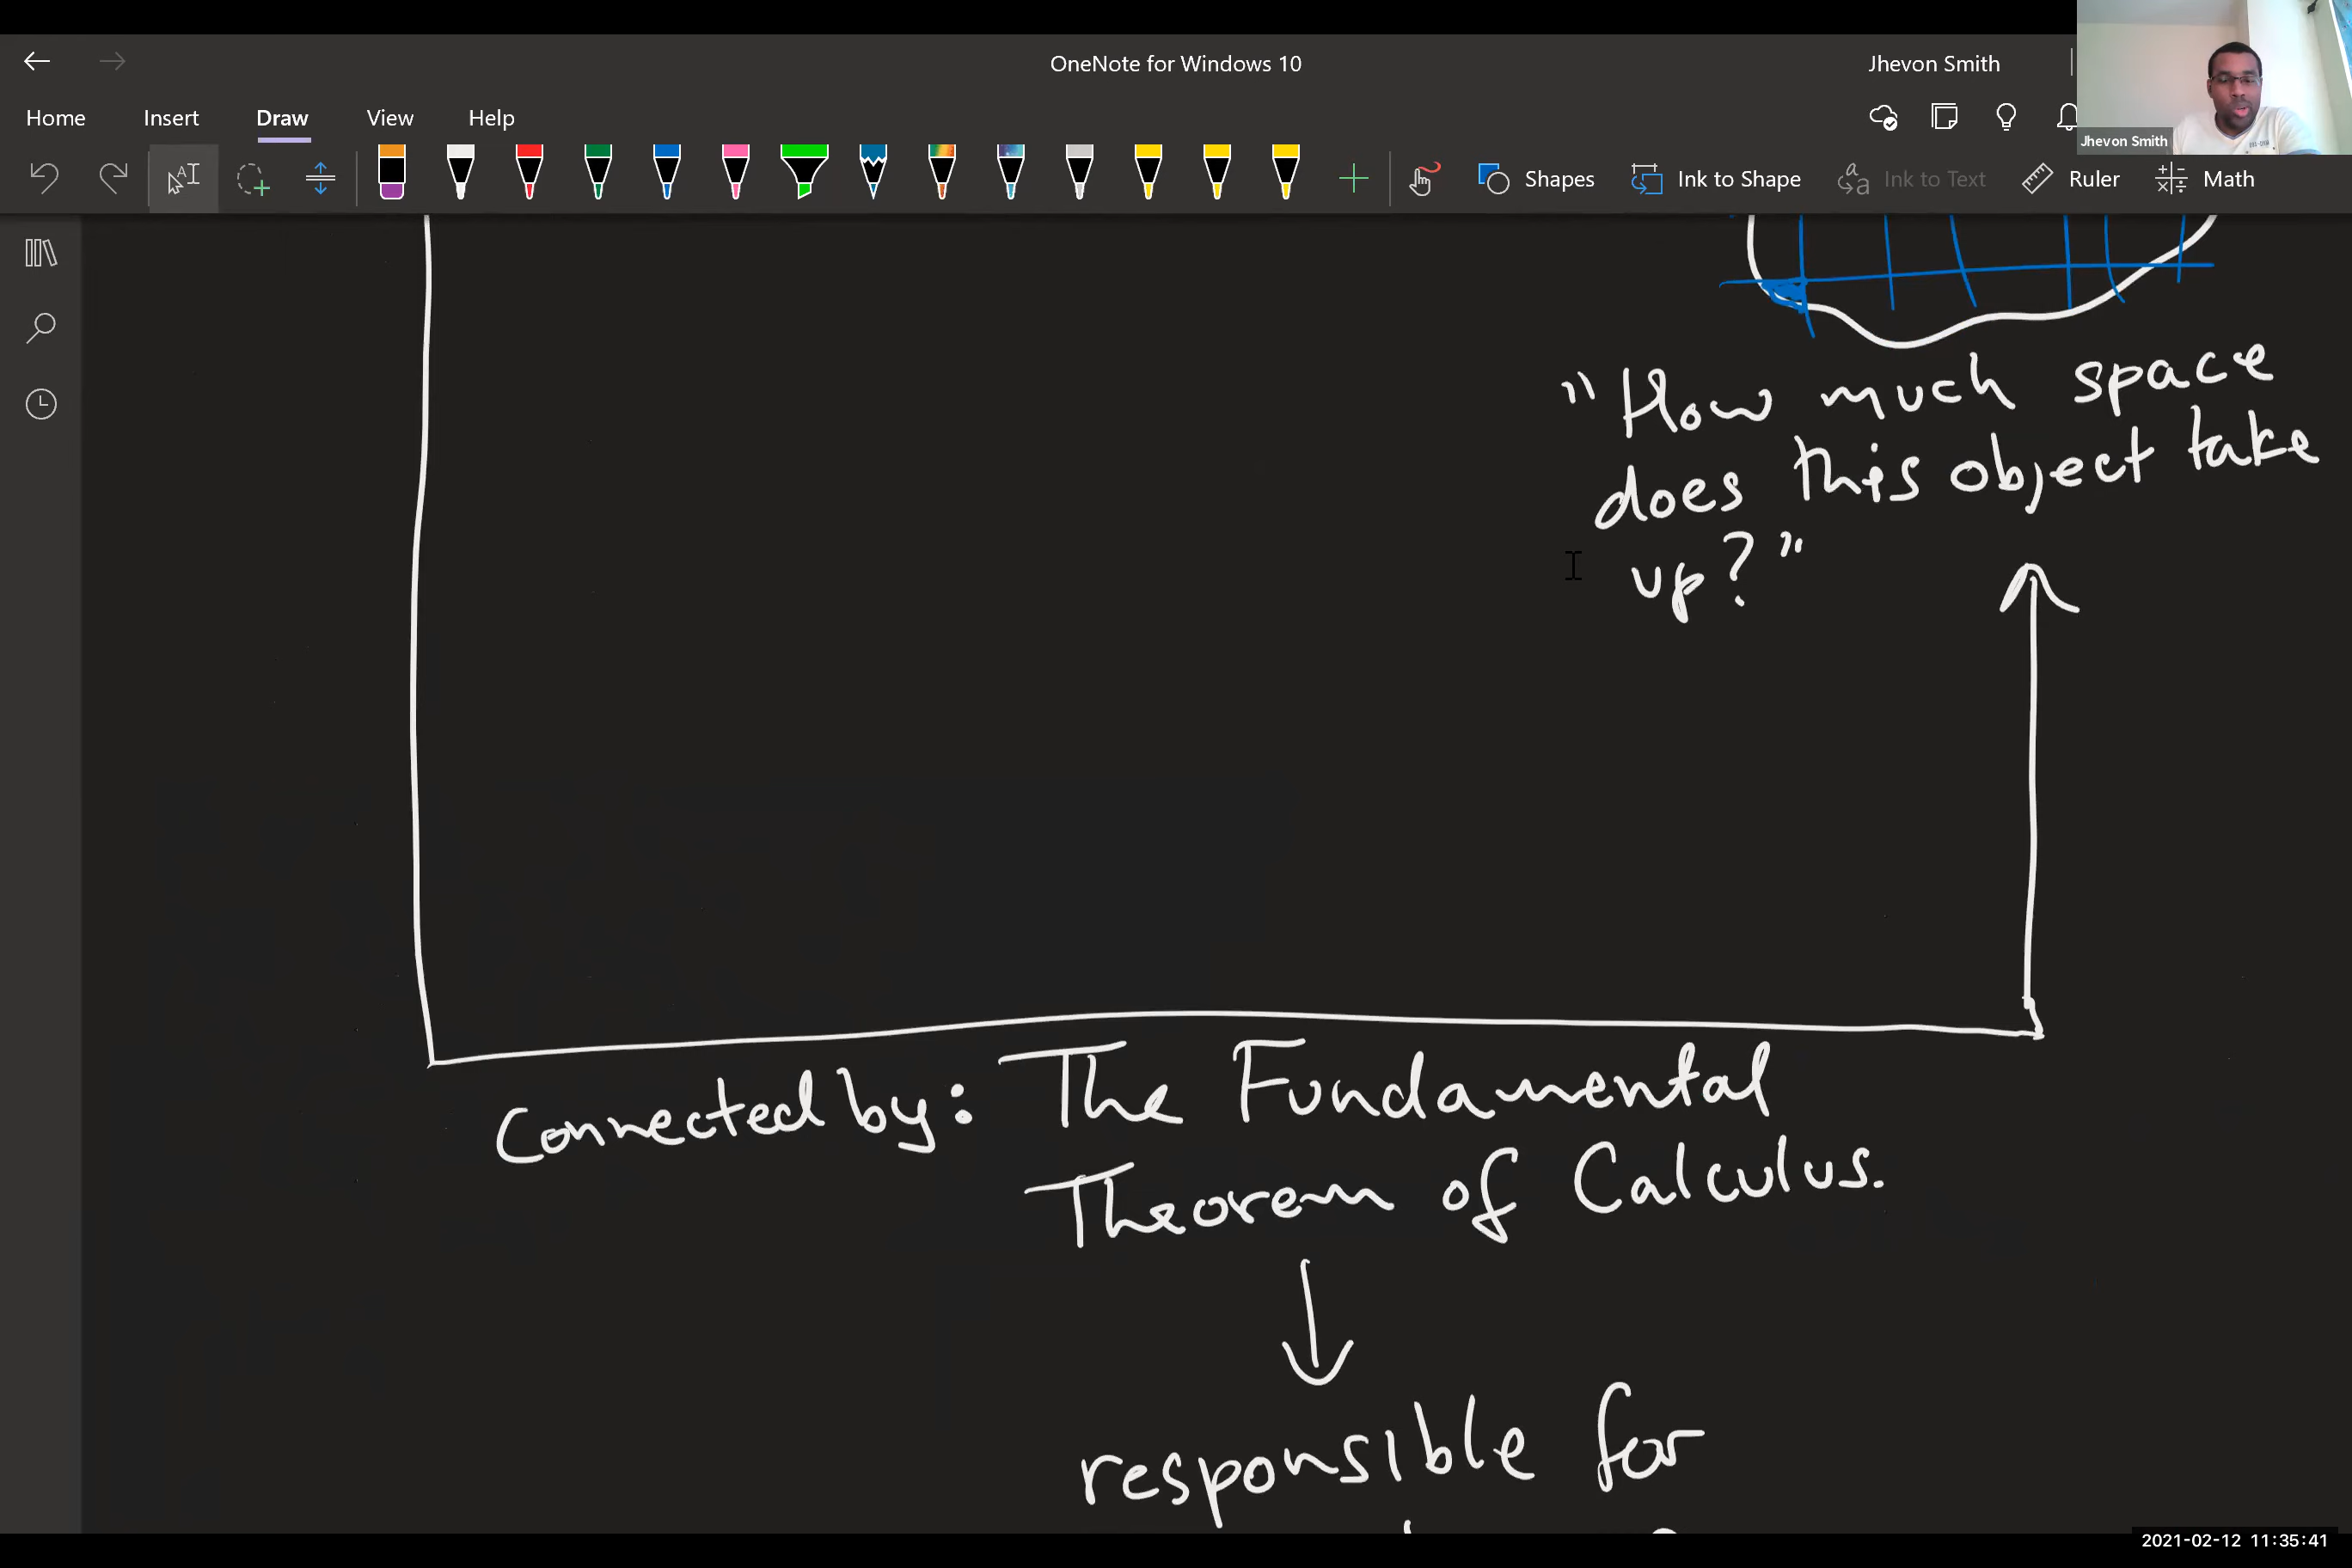 OneNote for Windows 10
Jhevon Smith
Home Insert Draw View Help
Jhevon Smith
Shapes Ink to Shape Ink to Text Ruler Math
"How much space
does this object take
up?"
Connected by: The Fundamental
Theorem of Calculus.
responsible for
2021-02-12 11:35:41